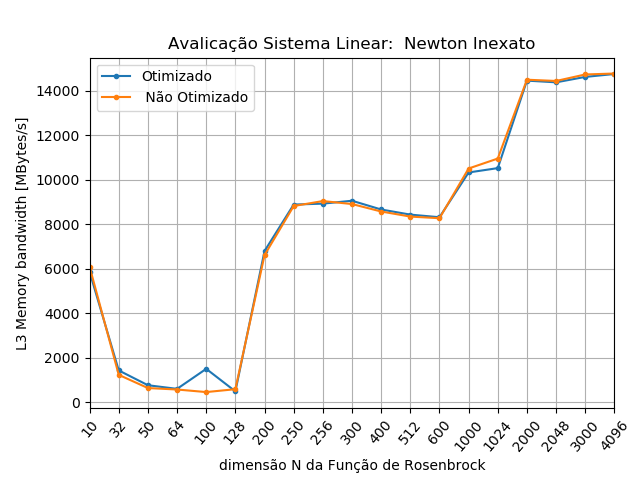 Avalicação Sistema Linear:  Newton Inexato
Otimizado
Não Otimizado
L3 Memory bandwidth [MBytes/s]
14000
12000
10000
8000
6000
4000
2000
0
10 32 50 64 100 128 200 250 256 300 400 512 600 1000 1024 2000 2048 3000 4096
dimensão N da Função de Rosenbrock